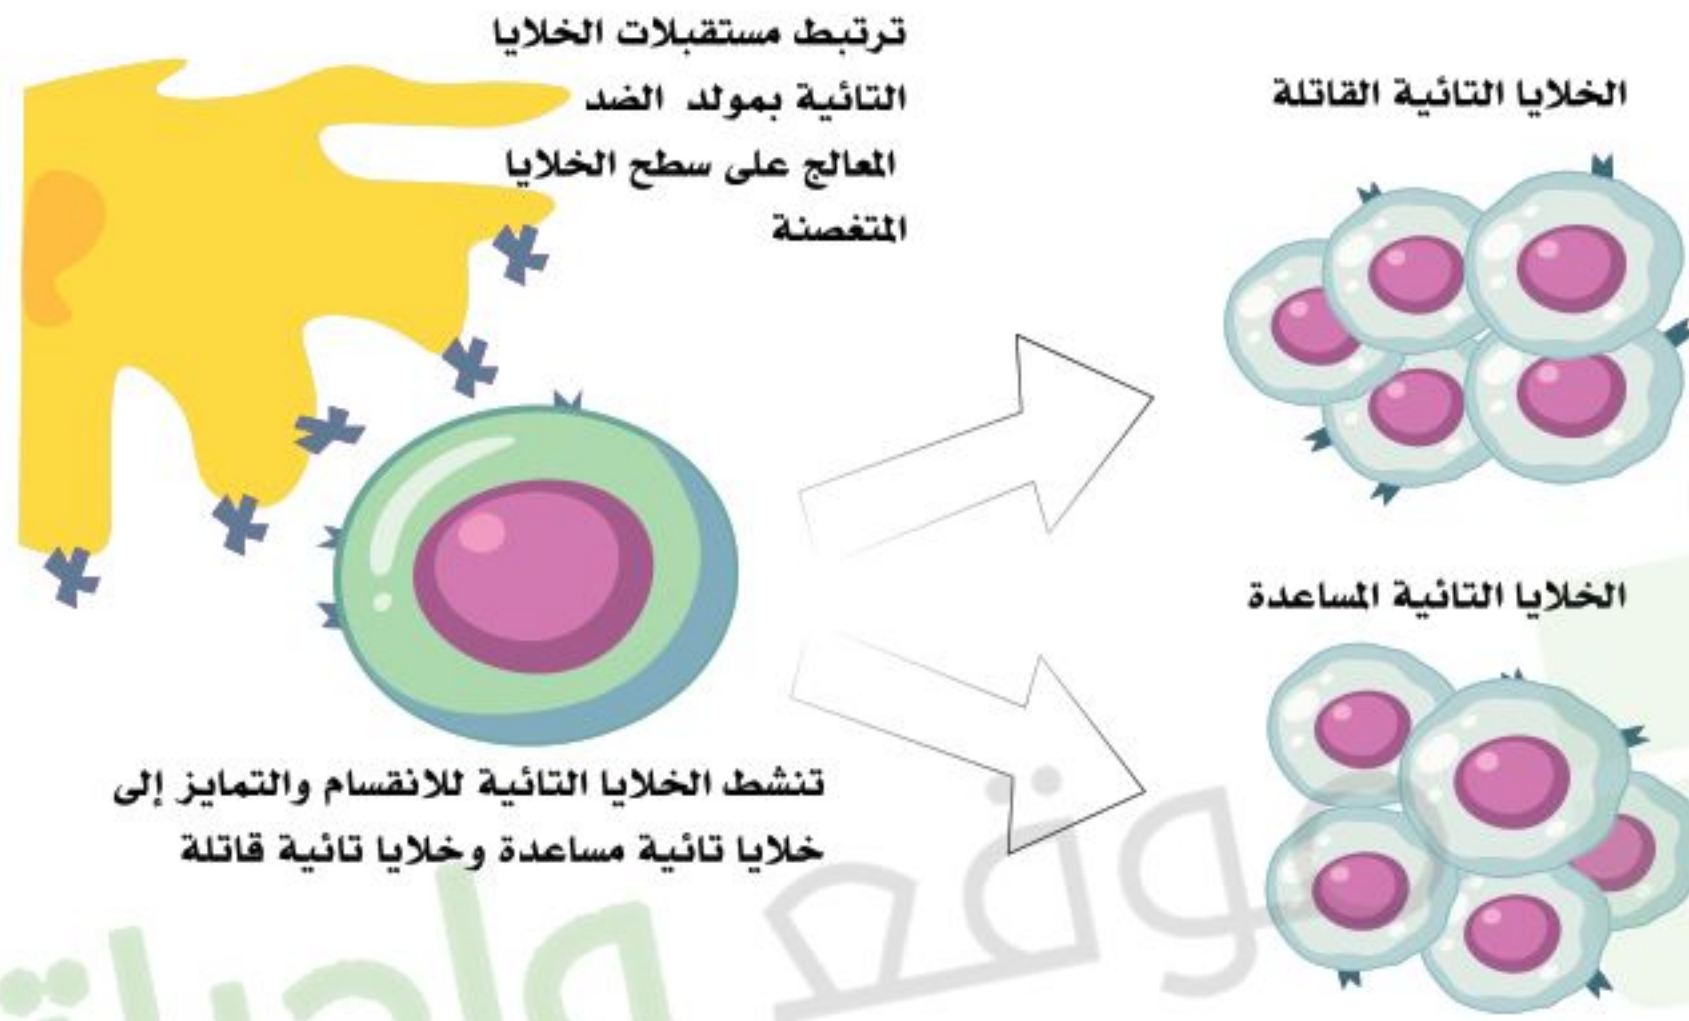 ترتبط مستقبلات الخلايا
التائية بمولد الضد
المعالج على سطح الخلايا
المتغصنة
الخلايا التائية القاتلة
الخلايا التائية المساعدة
تنشط الخلايا التائية للانقسام والتمايز إلى
خلايا تائية مساعدة وخلايا تائية قاتلة
موقع